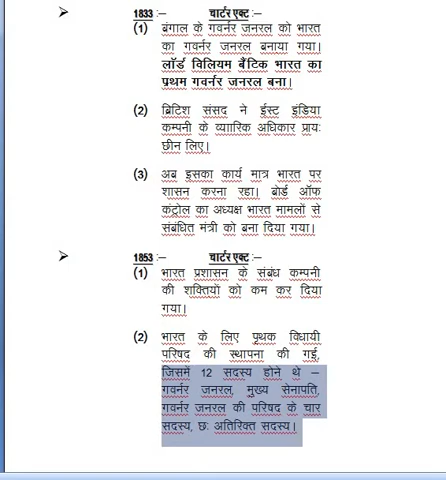 ➢ 1833 :– चार्टर एक्ट :–
(1) बंगाल के गवर्नर जनरल को भारत
का गवर्नर जनरल बनाया गया।
लॉर्ड विलियम बैंटिक भारत का
प्रथम गवर्नर जनरल बना।
(2) ब्रिटिश संसद ने ईस्ट इंडिया
कम्पनी के व्याारिक अधिकार प्रायः
छीन लिए।
(3) अब इसका कार्य मात्र भारत पर
शासन करना रहा। बोर्ड ऑफ
कंट्रोल का अध्यक्ष भारत मामलों से
संबंधित मंत्री को बना दिया गया।
➢ 1853 :– चार्टर एक्ट :–
(1) भारत प्रशासन के संबंध कम्पनी
की शक्तियों को कम कर दिया
गया।
(2) भारत के लिए पृथक विधायी
परिषद की स्थापना की गई,
जिसमें 12 सदस्य होने थे –
गवर्नर जनरल, मुख्य सेनापति,
गवर्नर जनरल की परिषद के चार
सदस्य, छः अतिरिक्त सदस्य।